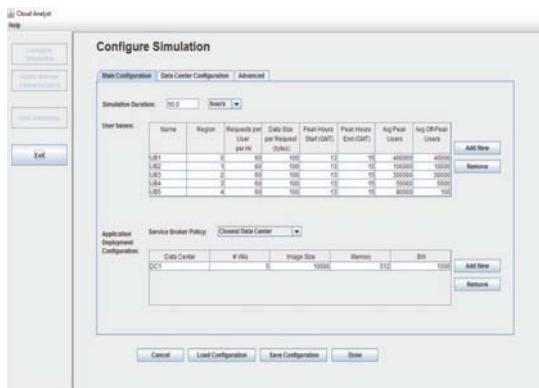 Cloud Analyst
Help
Configure Simulation
Main Configuration Data Center Configuration Advanced
Simulation Duration: 50.0 hours
User bases:
Name Region Requests per User per Hr Data Size per Request (bytes) Peak Hours Start (GMT) Peak Hours End (GMT) Avg Peak Users Avg Off-Peak Users
UB1 0 60 100 13 15 400000 40000
UB2 1 60 100 13 15 100000 10000
UB3 2 60 100 13 15 300000
UB4 3 60 100 13 15 50000 5000
UB5 4 60 100 13 15 80000 100
Add New
Remove
Exit
Application Deployment Configuration:
Service Broker Policy: Closest Data Center
Data Center # VMs Image Size Memory BW
DC1 5 10000 512 1000
Add New
Remove
Cancel Load Configuration Save Configuration Done